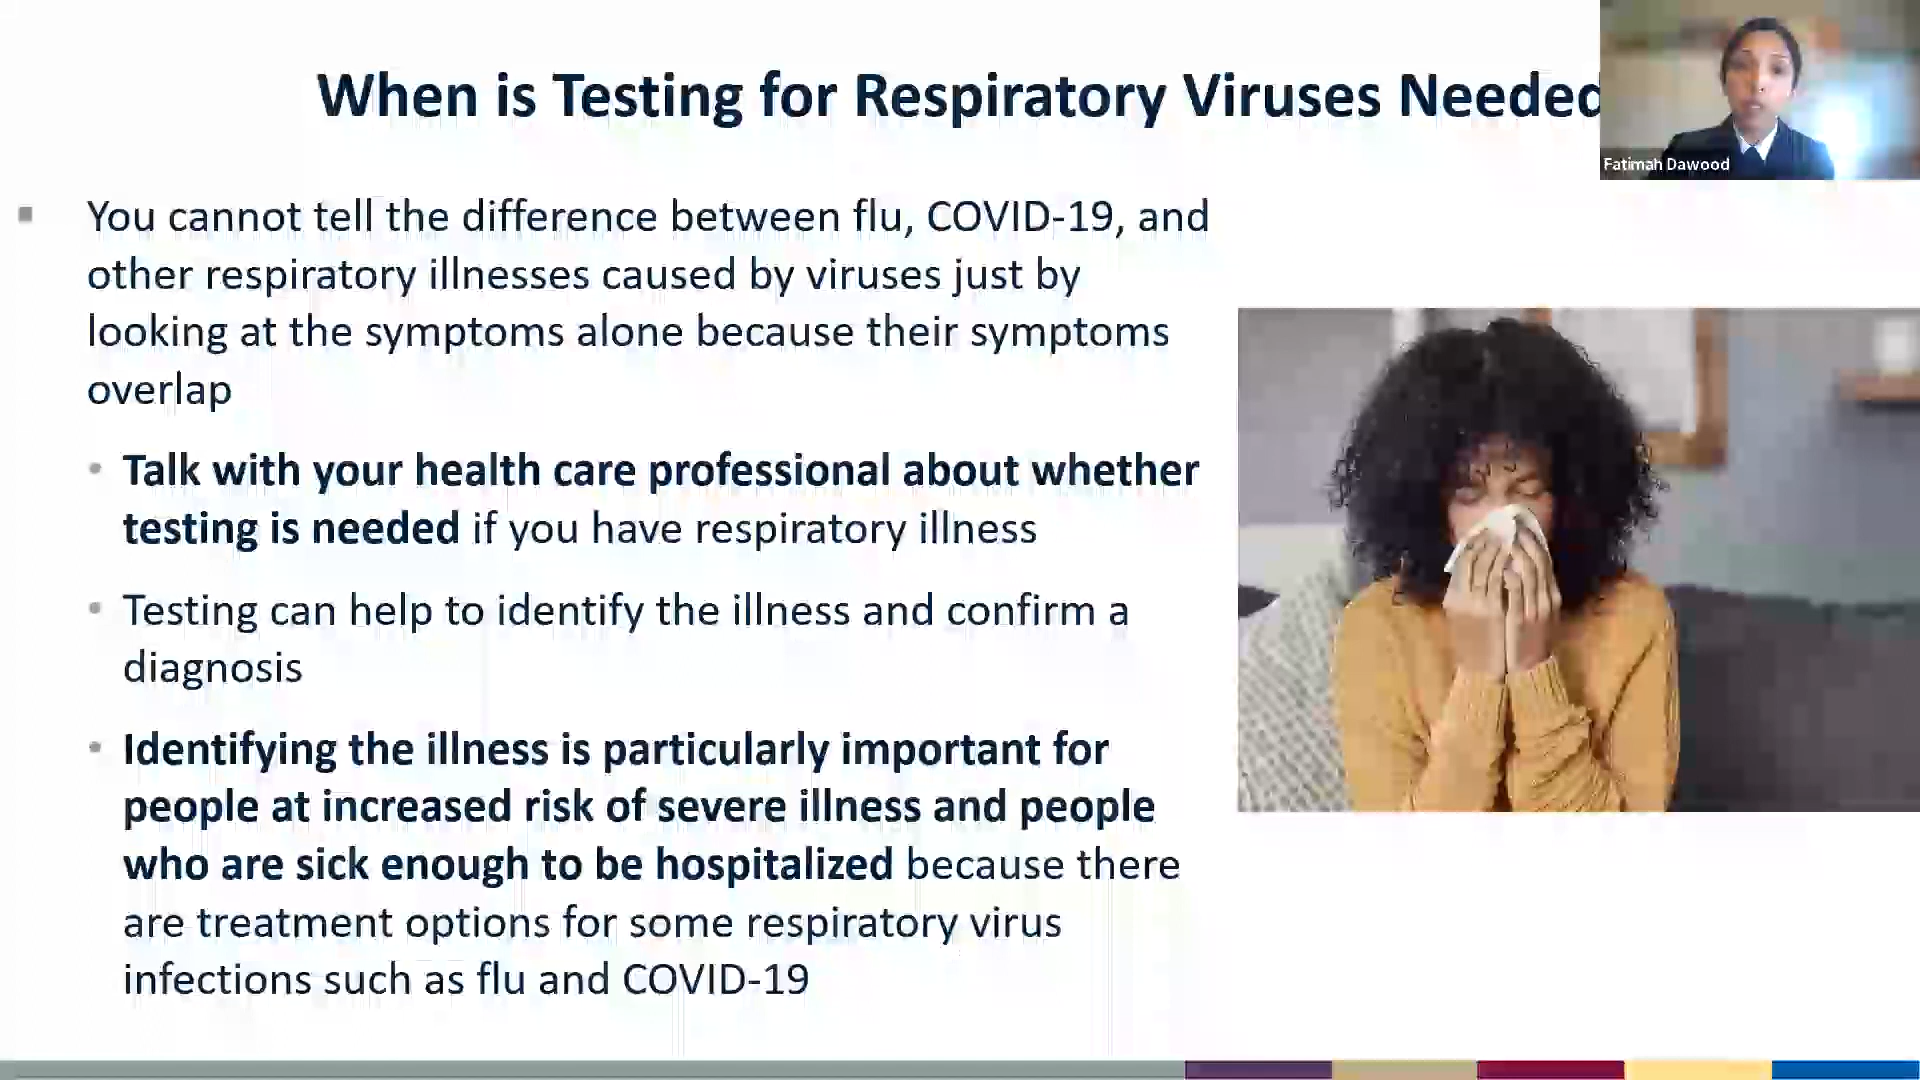 When is Testing for Respiratory Viruses Needed
Fatimah Dawood
You cannot tell the difference between flu, COVID-19, and
other respiratory illnesses caused by viruses just by
looking at the symptoms alone because their symptoms
overlap
Talk with your health care professional about whether
testing is needed if you have respiratory illness
Testing can help to identify the illness and confirm a
diagnosis
Identifying the illness is particularly important for
people at increased risk of severe illness and people
who are sick enough to be hospitalized because there
are treatment options for some respiratory virus
infections such as flu and COVID-19